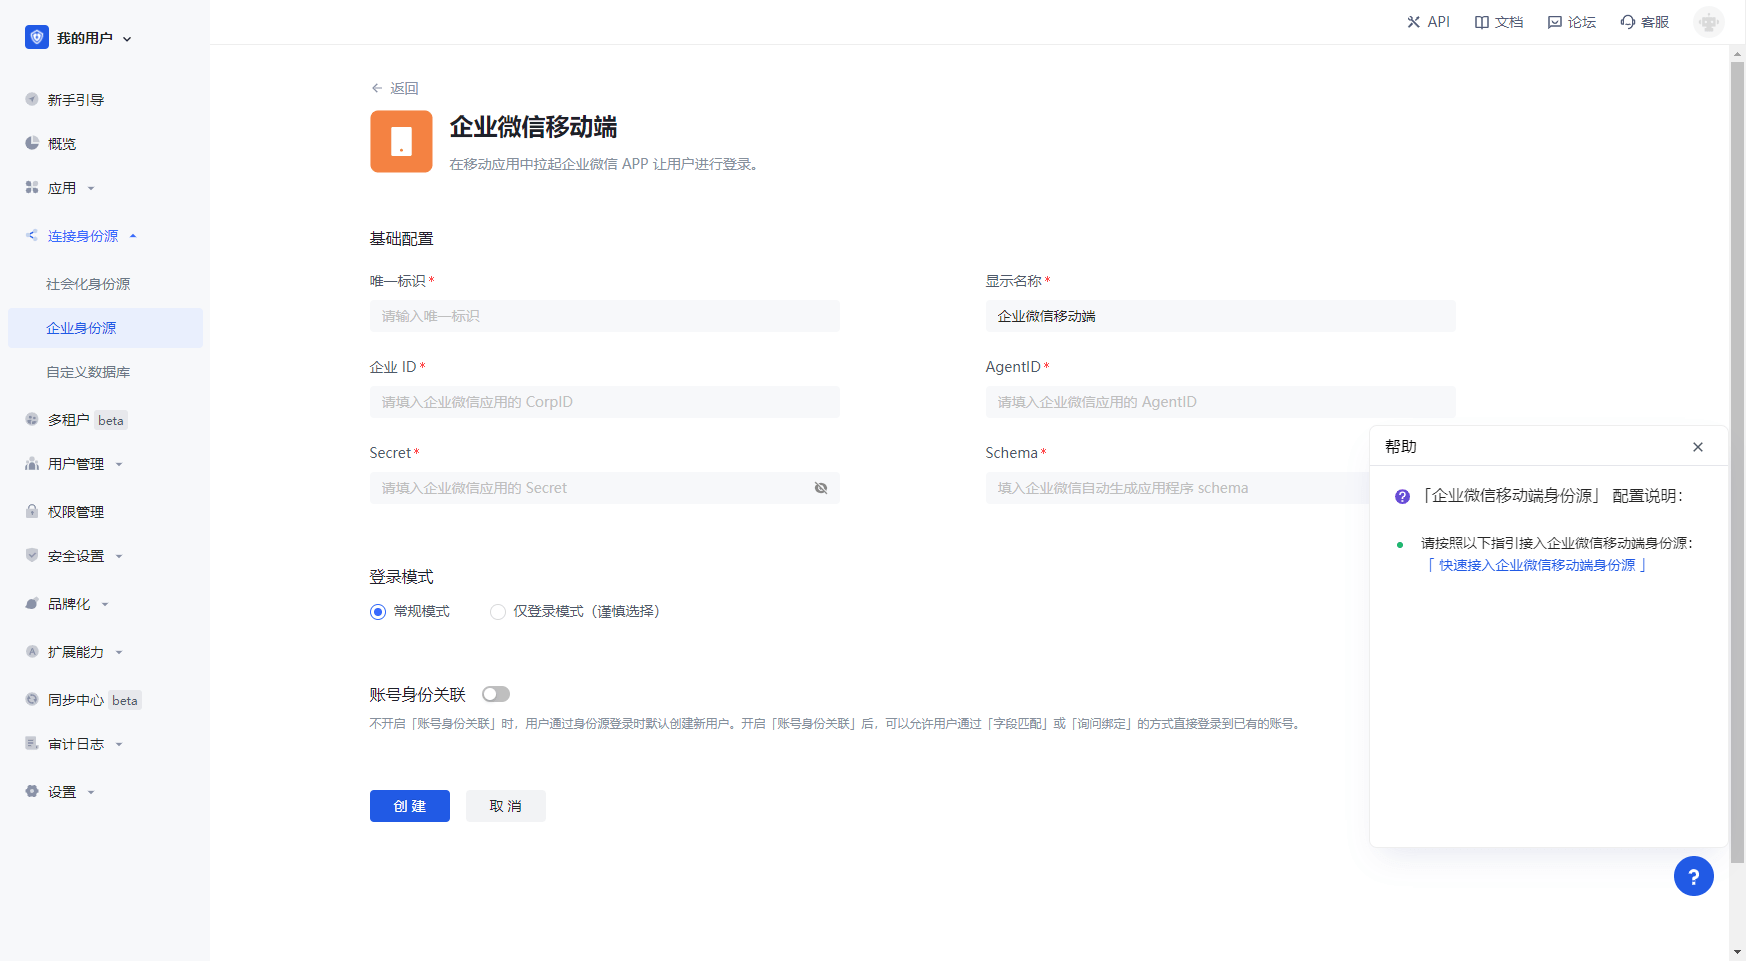 我的用户
API
文档
论坛
客服
新手引导
概览
应用
连接身份源
社会化身份源
企业身份源
自定义数据库
多租户 beta
用户管理
权限管理
安全设置
品牌化
扩展能力
同步中心 beta
审计日志
设置
返回
企业微信移动端
在移动应用中拉起企业微信 APP 让用户进行登录。
基础配置
唯一标识*
请输入唯一标识
显示名称*
企业微信移动端
企业 ID*
请填入企业微信应用的 CorpID
AgentID*
请填入企业微信应用的 AgentID
Secret*
请填入企业微信应用的 Secret
Schema*
填入企业微信自动生成应用程序 schema
登录模式
常规模式
仅登录模式（谨慎选择）
账号身份关联
不开启「账号身份关联」时，用户通过身份源登录时默认创建新用户。开启「账号身份关联」后，可以允许用户通过「字段匹配」或「询问绑定」的方式直接登录到已有的账号。
创 建
取 消
帮助
「企业微信移动端身份源」 配置说明：
请按照以下指引接入企业微信移动端身份源：
「 快速接入企业微信移动端身份源 」
?